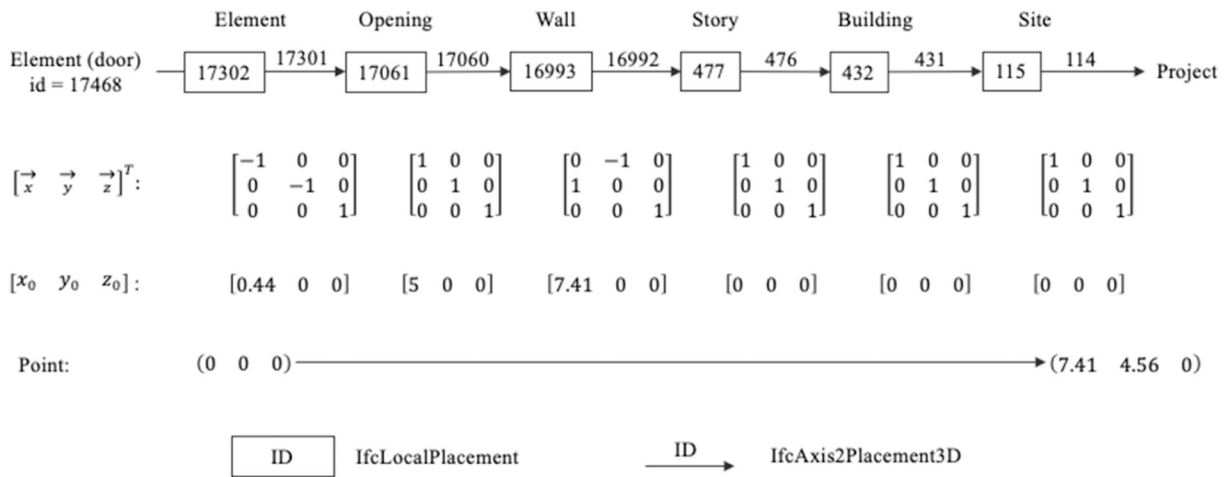 Element Opening Wall Story Building Site
Element (door) 17301 17060 16992 476 431 114
id = 17468 17302 17061 16993 477 432 115 Project
[−1 0 0] [1 0 0] [0 −1 0] [1 0 0] [1 0 0] [1 0 0]
[x y z]ᵀ: [0 −1 0] [0 1 0] [1 0 0] [0 1 0] [0 1 0] [0 1 0]
[0 0 1] [0 0 1] [0 0 1] [0 0 1] [0 0 1] [0 0 1]
[x₀ y₀ z₀]: [0.44 0 0] [5 0 0] [7.41 0 0] [0 0 0] [0 0 0] [0 0 0]
Point: (0 0 0) (7.41 4.56 0)
ID IfcLocalPlacement ID IfcAxis2Placement3D